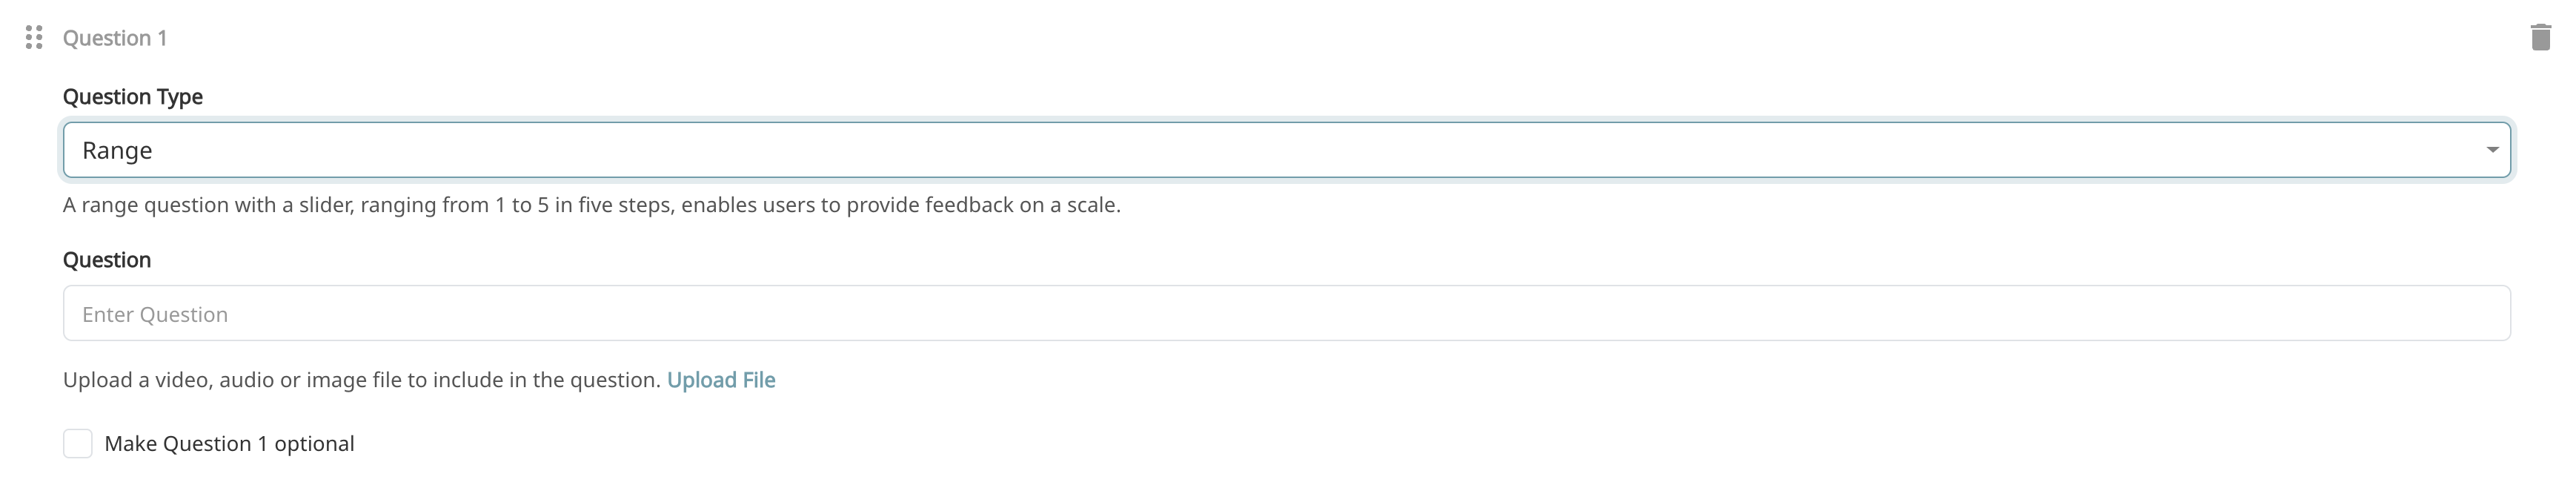 Question 1
Question Type
Range
A range question with a slider, ranging from 1 to 5 in five steps, enables users to provide feedback on a scale.
Question
Enter Question
Upload a video, audio or image file to include in the question. Upload File
Make Question 1 optional